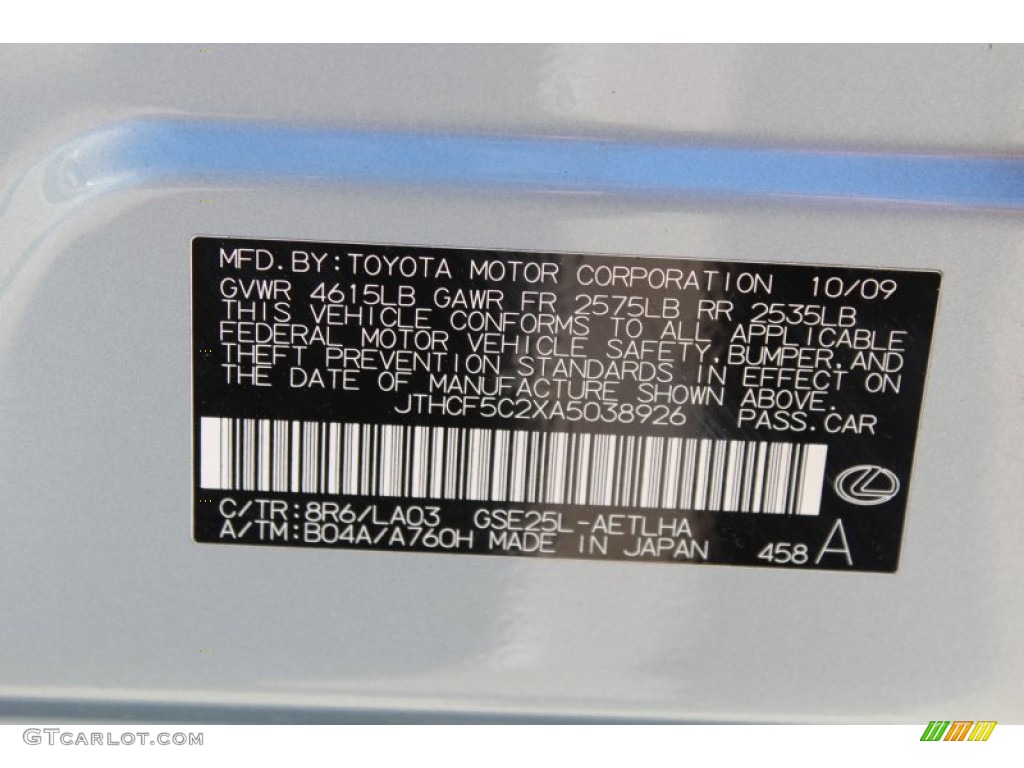 MFD.BY:TOYOTA MOTOR CORPORATION 10/09
GVWR 4615LB GAWR FR 2575LB RR 2535LB
THIS VEHICLE CONFORMS TO ALL APPLICABLE
FEDERAL MOTOR VEHICLE SAFETY,BUMPER,AND
THEFT PREVENTION STANDARDS IN EFFECT ON
THE DATE OF MANUFACTURE SHOWN ABOVE.
JTHCF5C2XA5038926 PASS.CAR
C/TR:8R6/LA03 GSE25L-AETLHA
A/TM:B04A/A760H MADE IN JAPAN 458 A
GTCarLot.com